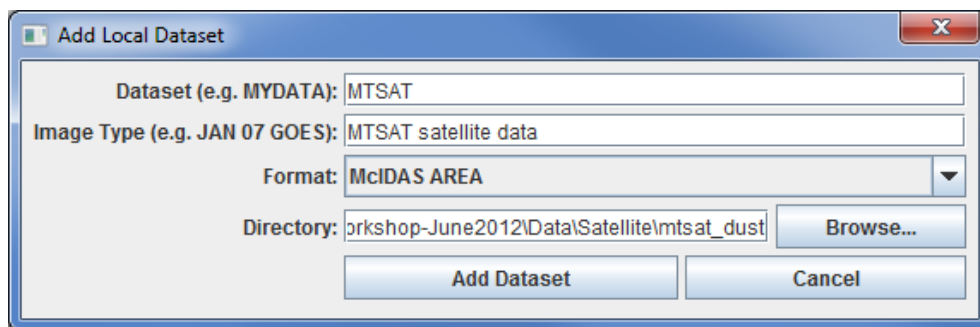 Add Local Dataset
Dataset (e.g. MYDATA): MTSAT
Image Type (e.g. JAN 07 GOES): MTSAT satellite data
Format: McIDAS AREA
Directory: orkshop-June2012\Data\Satellite\mtsat_dust Browse...
Add Dataset Cancel